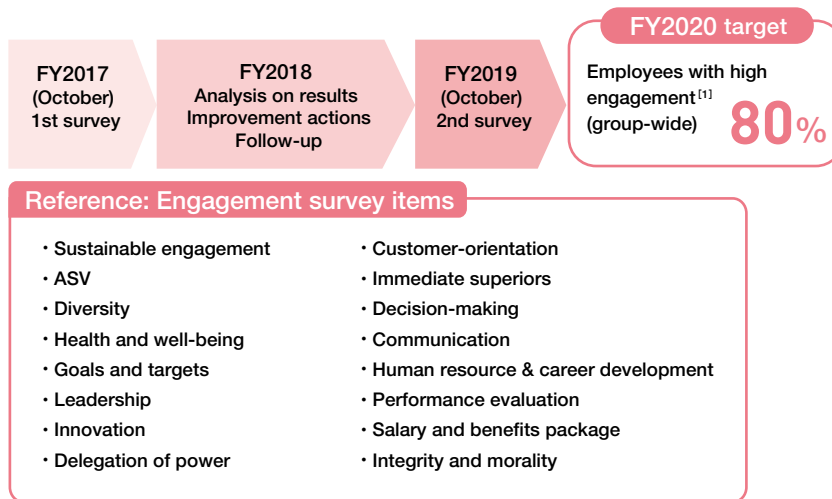 FY2017
(October)
1st survey
FY2018
Analysis on results
Improvement actions
Follow-up
FY2019
(October)
2nd survey
FY2020 target
Employees with high
engagement [1]
(group-wide)
80%
Reference: Engagement survey items
・Sustainable engagement
・ASV
・Diversity
・Health and well-being
・Goals and targets
・Leadership
・Innovation
・Delegation of power
・Customer-orientation
・Immediate superiors
・Decision-making
・Communication
・Human resource & career development
・Performance evaluation
・Salary and benefits package
・Integrity and morality